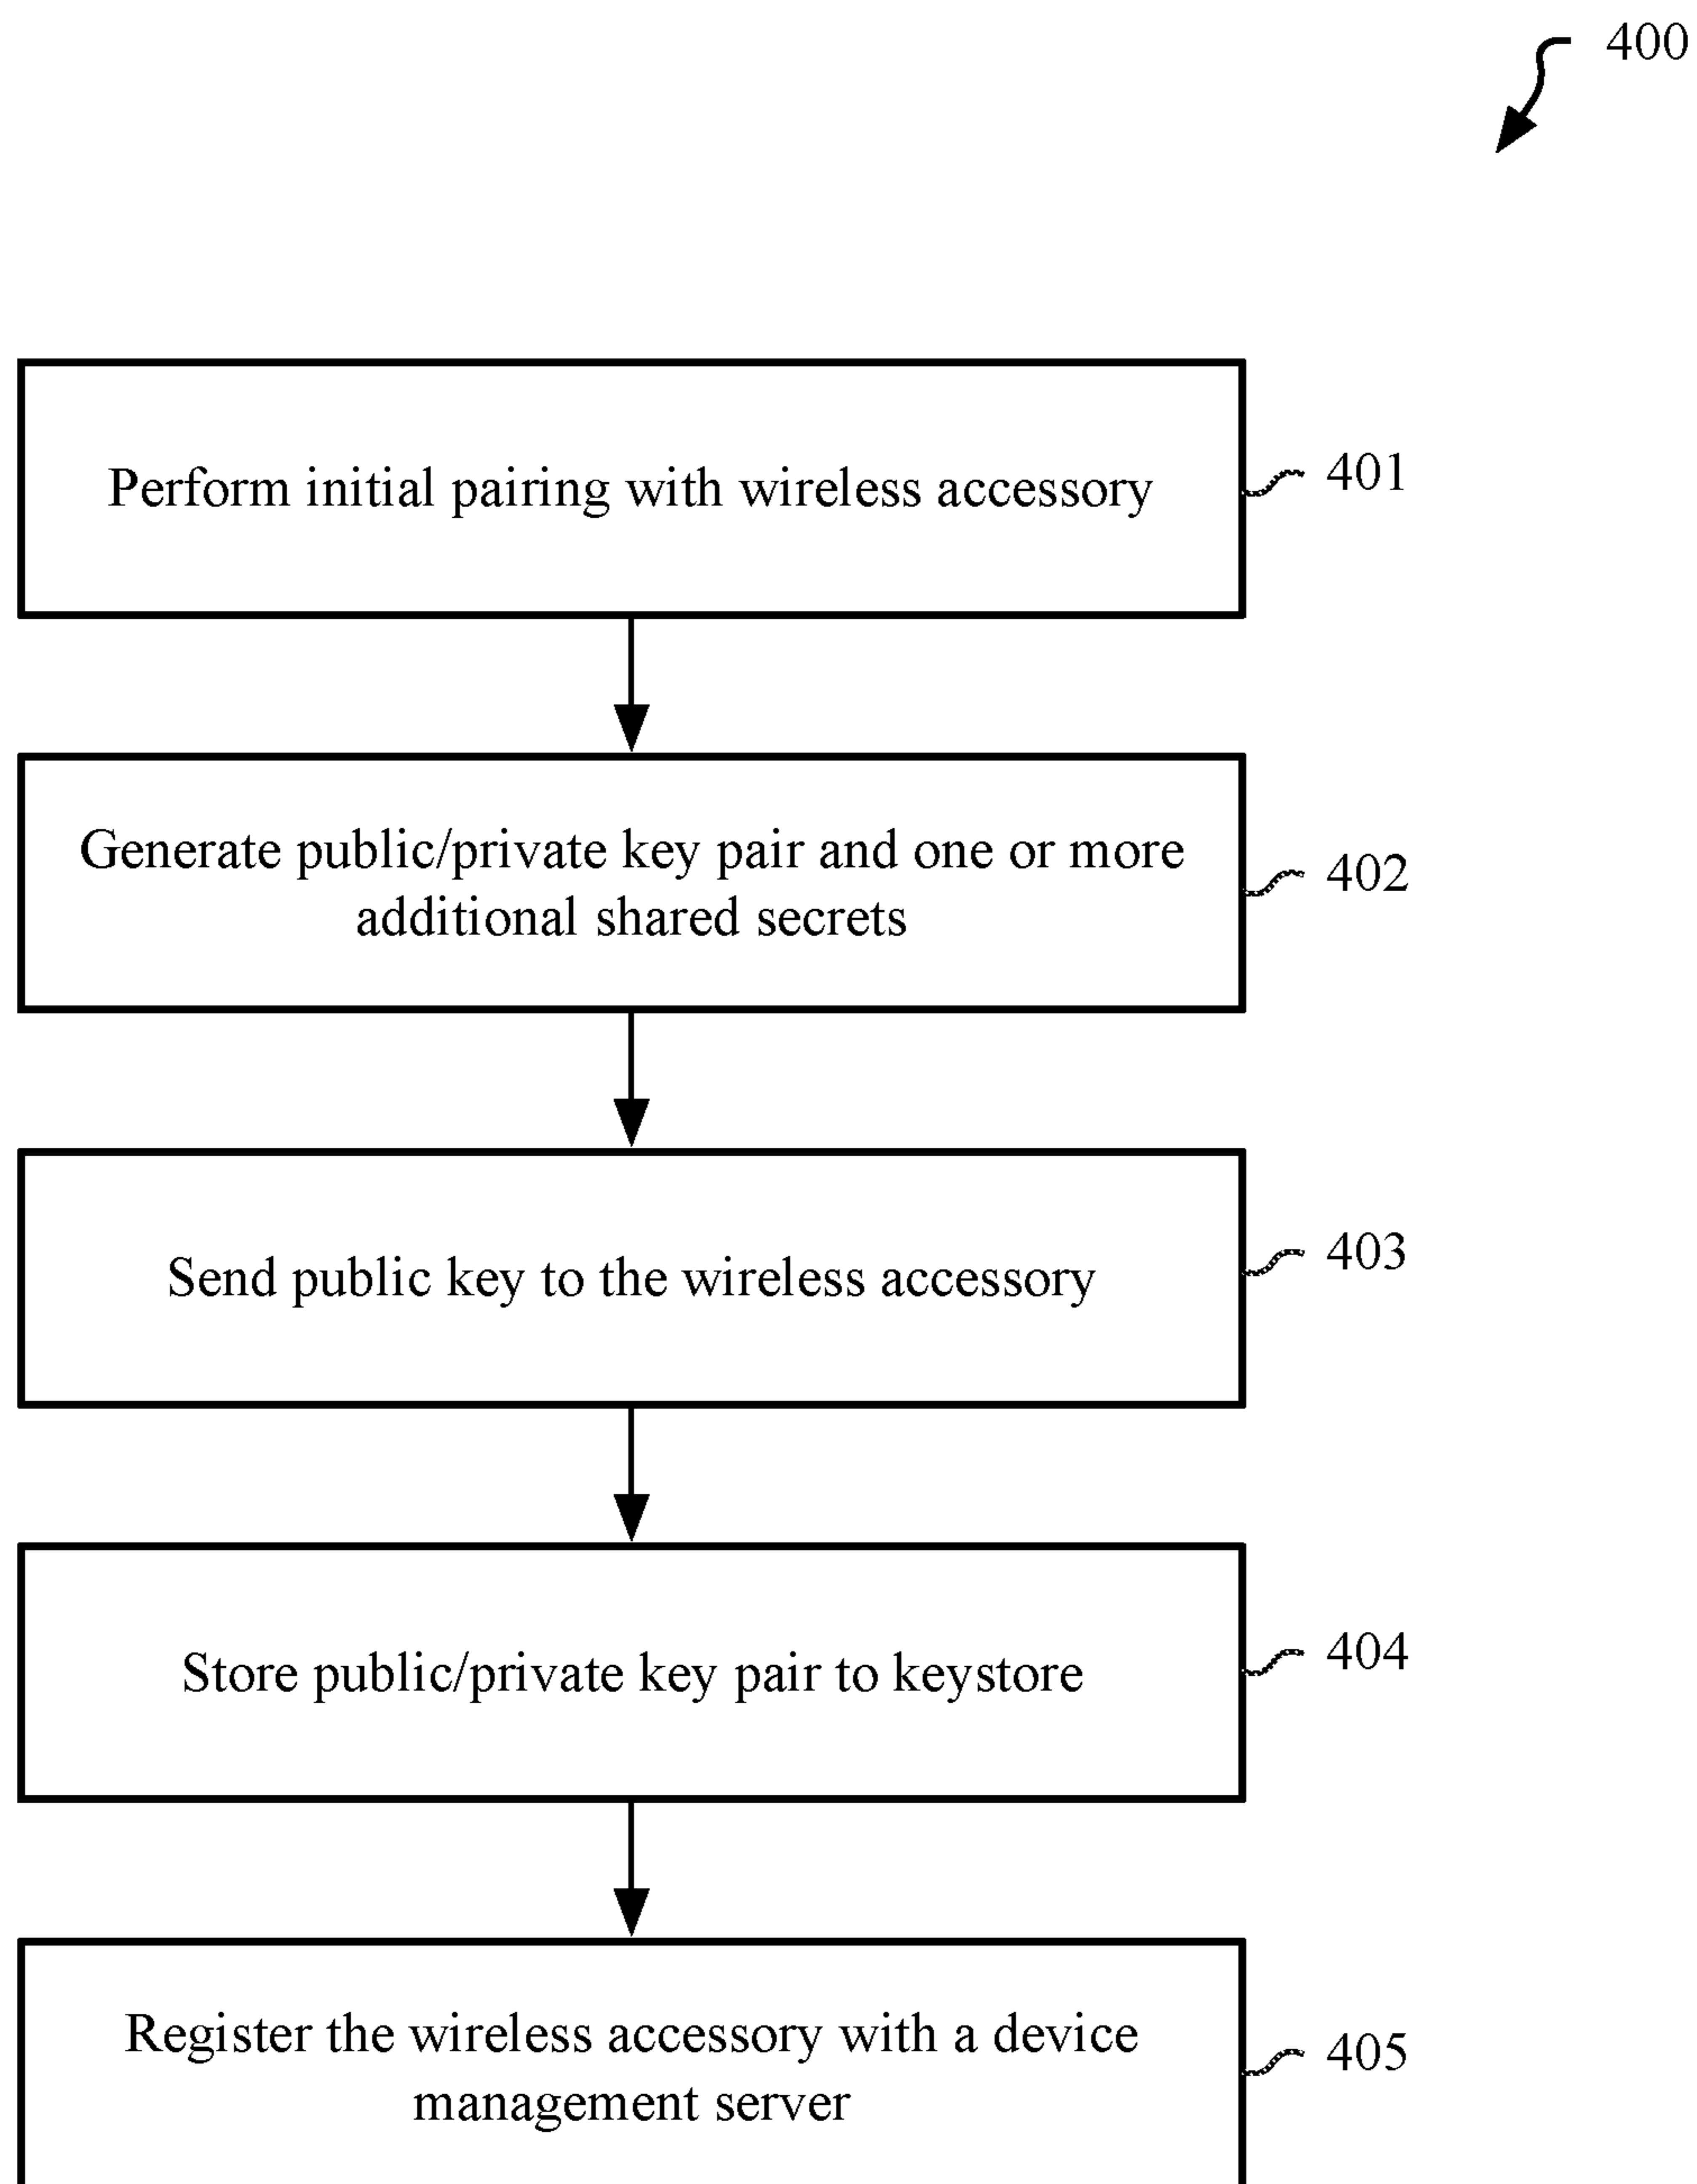 400
Perform initial pairing with wireless accessory
401
Generate public/private key pair and one or more
additional shared secrets
402
Send public key to the wireless accessory
403
Store public/private key pair to keystore
404
Register the wireless accessory with a device
management server
405